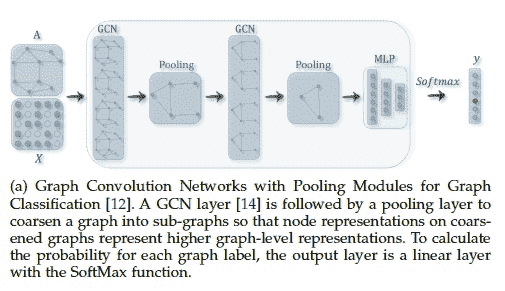 A
GCN
Pooling
GCN
Pooling
MLP
Softmax
y
X
(a) Graph Convolution Networks with Pooling Modules for Graph
Classification [12]. A GCN layer [14] is followed by a pooling layer to
coarsen a graph into sub-graphs so that node representations on coars-
ened graphs represent higher graph-level representations. To calculate
the probability for each graph label, the output layer is a linear layer
with the SoftMax function.